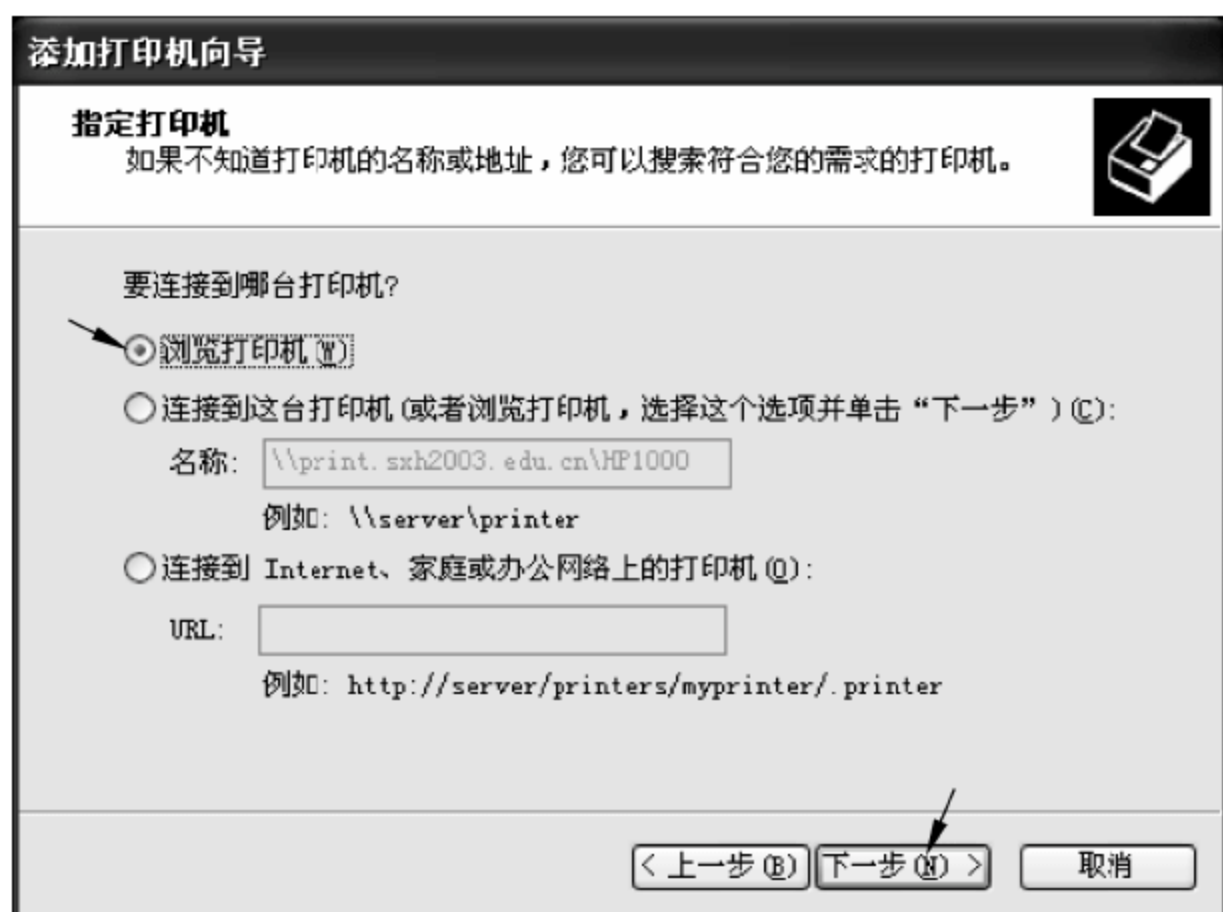 添加打印机向导
指定打印机
如果不知道打印机的名称或地址，您可以搜索符合您的需求的打印机。
要连接到哪台打印机?
浏览打印机(W)
连接到这台打印机(或者浏览打印机，选择这个选项并单击“下一步”)(C):
名称: \\print.sxh2003.edu.cn\HP1000
例如: \\server\printer
连接到 Internet、家庭或办公网络上的打印机(O):
URL:
例如: http://server/printers/myprinter/.printer
< 上一步(B) 下一步(N) > 取消